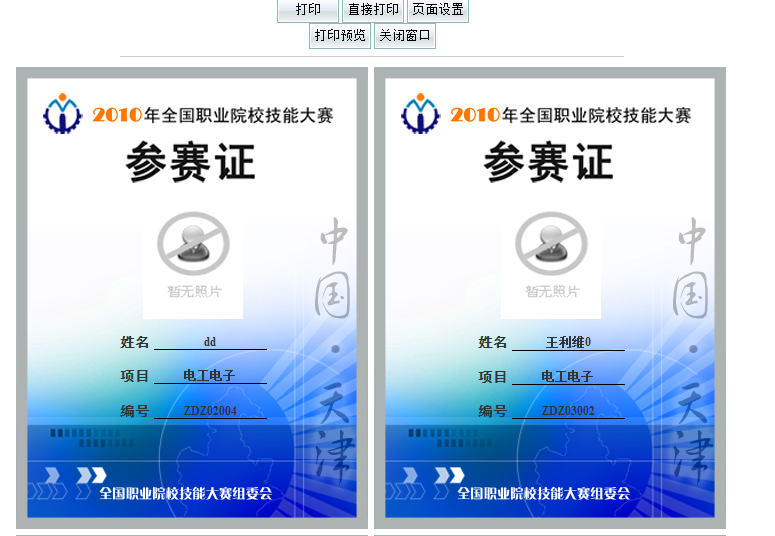 打印 直接打印 页面设置
打印预览 关闭窗口
2010年全国职业院校技能大赛
参赛证
暂无照片
中国·天津
姓名 dd
项目 电工电子
编号 ZDZ02004
全国职业院校技能大赛组委会
2010年全国职业院校技能大赛
参赛证
暂无照片
中国·天津
姓名 王利维0
项目 电工电子
编号 ZDZ03002
全国职业院校技能大赛组委会